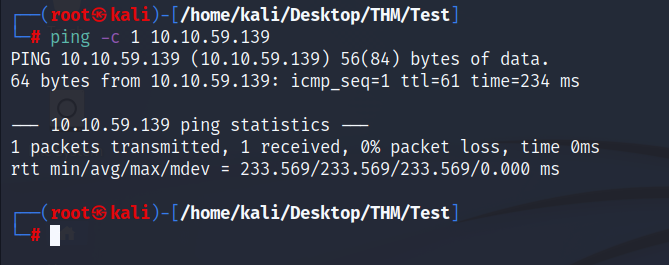 ┌──(root㉿kali)-[/home/kali/Desktop/THM/Test]
└─# ping -c 1 10.10.59.139
PING 10.10.59.139 (10.10.59.139) 56(84) bytes of data.
64 bytes from 10.10.59.139: icmp_seq=1 ttl=61 time=234 ms

--- 10.10.59.139 ping statistics ---
1 packets transmitted, 1 received, 0% packet loss, time 0ms
rtt min/avg/max/mdev = 233.569/233.569/233.569/0.000 ms

┌──(root㉿kali)-[/home/kali/Desktop/THM/Test]
└─#